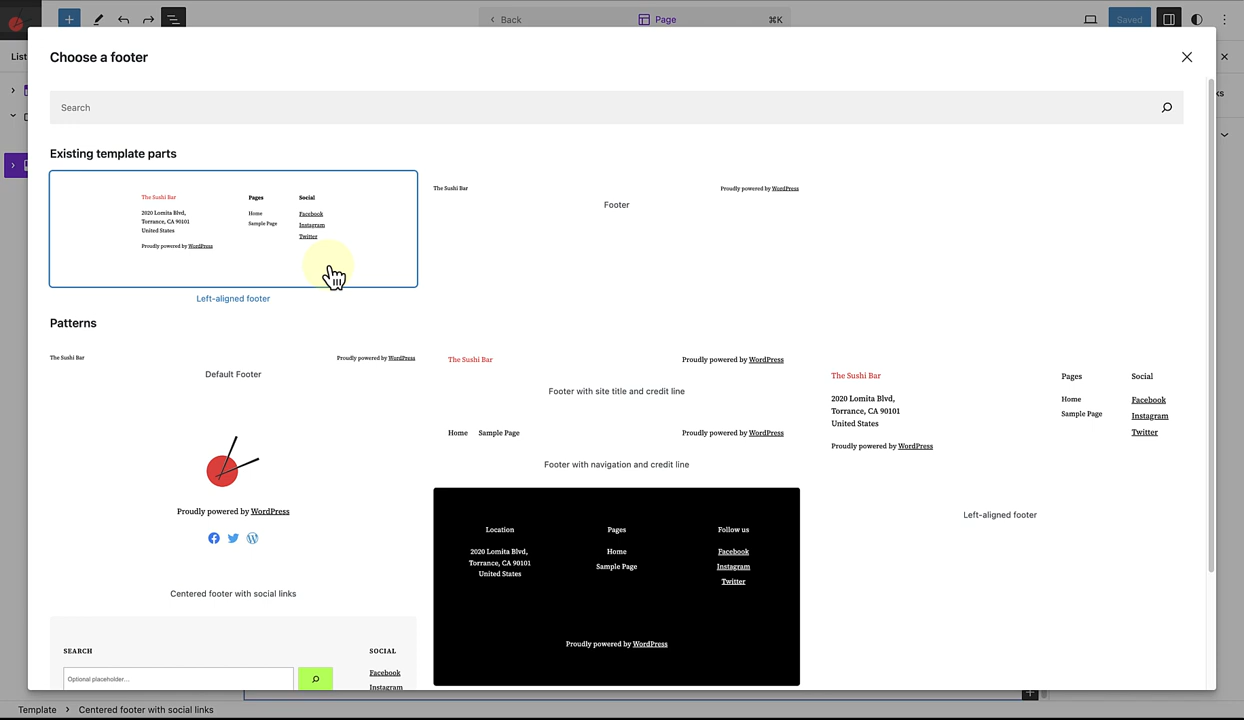 Back
Page
⌘K
Saved
List
ks
Choose a footer
Search
Existing template parts
The Sushi Bar
2020 Lomita Blvd,
Torrance, CA 90101
United States
Proudly powered by WordPress
Pages
Home
Sample Page
Social
Facebook
Instagram
Twitter
Left-aligned footer
The Sushi Bar
Proudly powered by WordPress
Footer
Patterns
The Sushi Bar
Proudly powered by WordPress
Default Footer
The Sushi Bar
Proudly powered by WordPress
Footer with site title and credit line
Home Sample Page
Proudly powered by WordPress
Footer with navigation and credit line
The Sushi Bar
2020 Lomita Blvd,
Torrance, CA 90101
United States
Proudly powered by WordPress
Pages
Home
Sample Page
Social
Facebook
Instagram
Twitter
Left-aligned footer
Proudly powered by WordPress
Centered footer with social links
Location
2020 Lomita Blvd,
Torrance, CA 90101
United States
Pages
Home
Sample Page
Follow us
Facebook
Instagram
Twitter
Proudly powered by WordPress
SEARCH
Optional placeholder...
SOCIAL
Facebook
Instagram
Template > Centered footer with social links